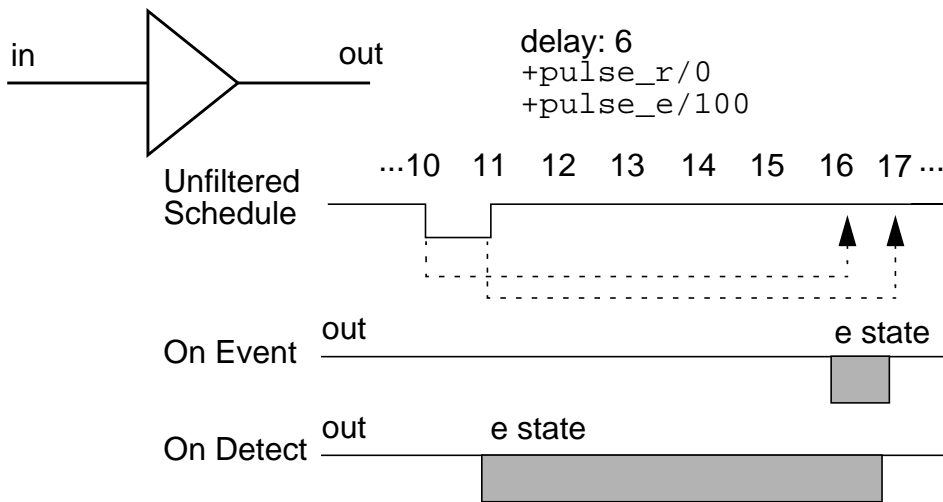 in
out
delay: 6
+pulse_r/0
+pulse_e/100
...10 11 12 13 14 15 16 17 ...
Unfiltered
Schedule
out
e state
On Event
out
e state
On Detect